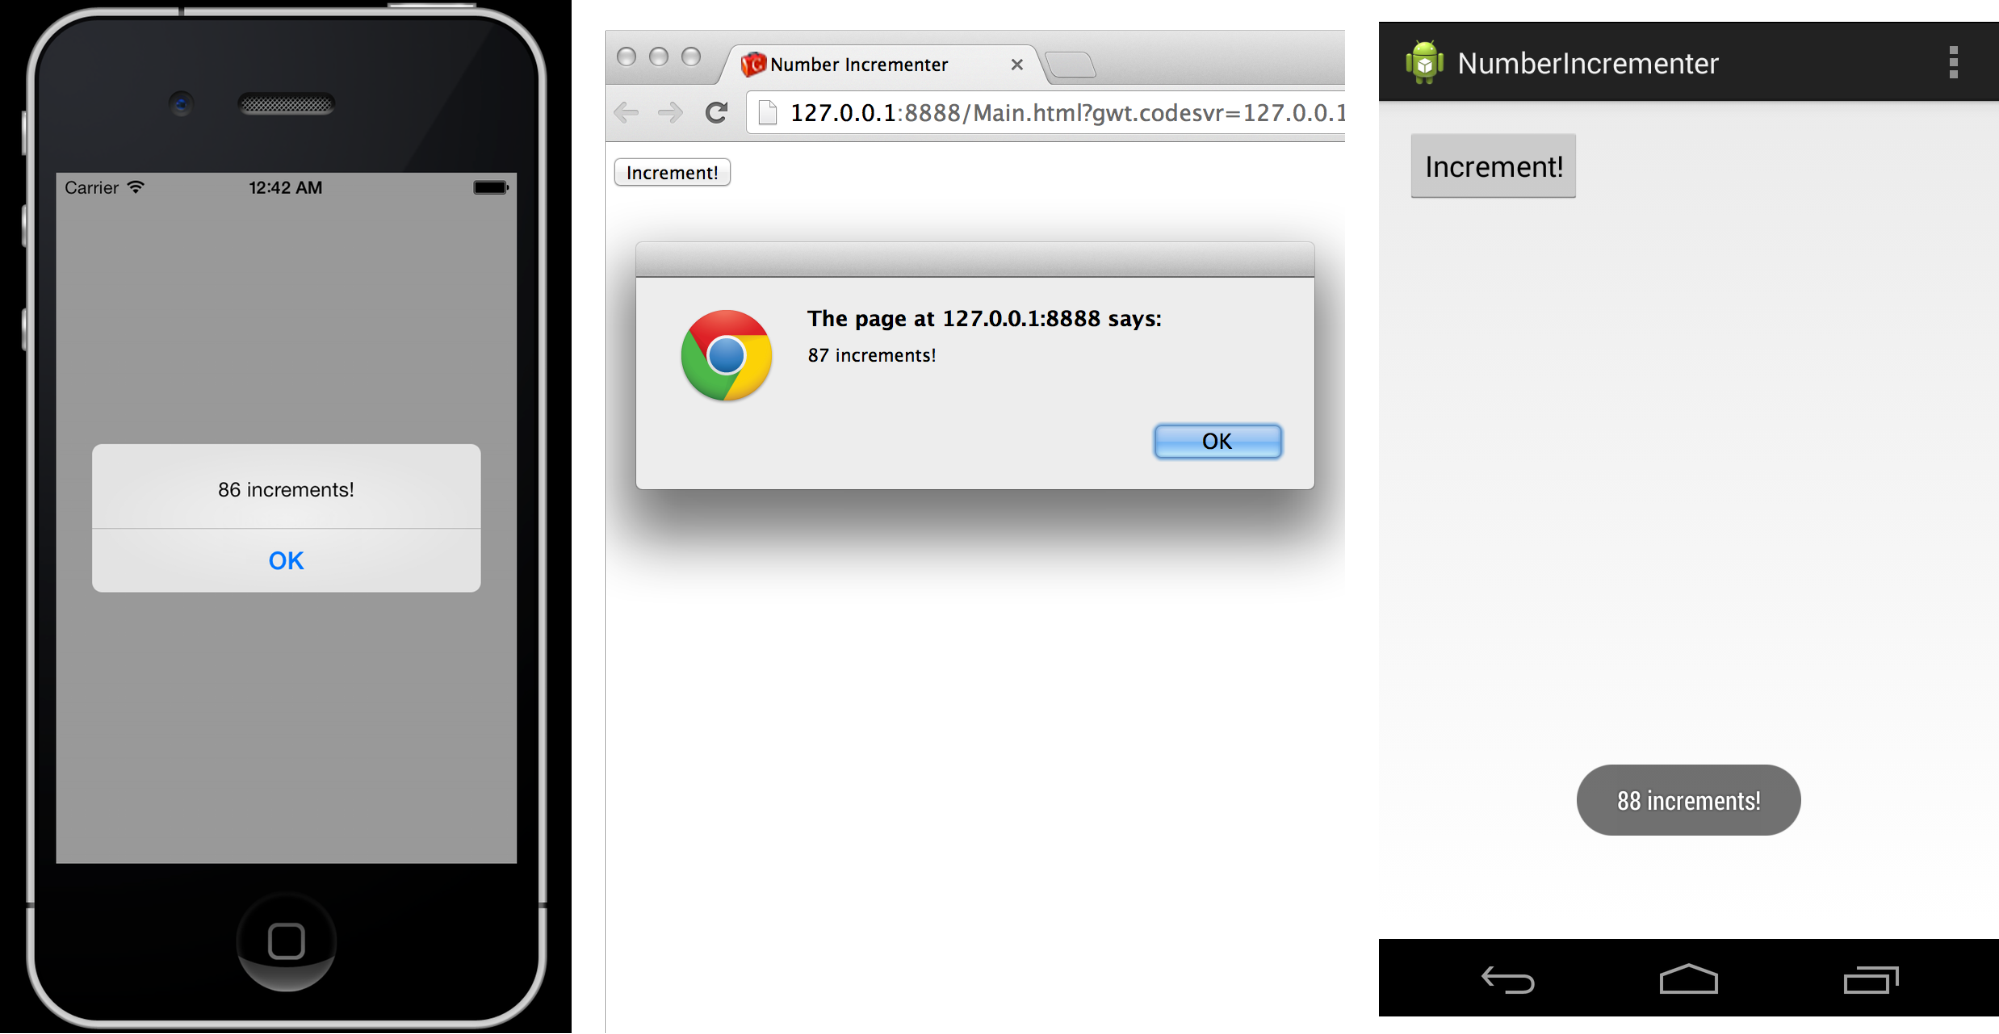 Carrier 12:42 AM
86 increments!
OK
Number Incrementer
127.0.0.1:8888/Main.html?gwt.codesvr=127.0.0.1
Increment!
The page at 127.0.0.1:8888 says:
87 increments!
OK
NumberIncrementer
Increment!
88 increments!